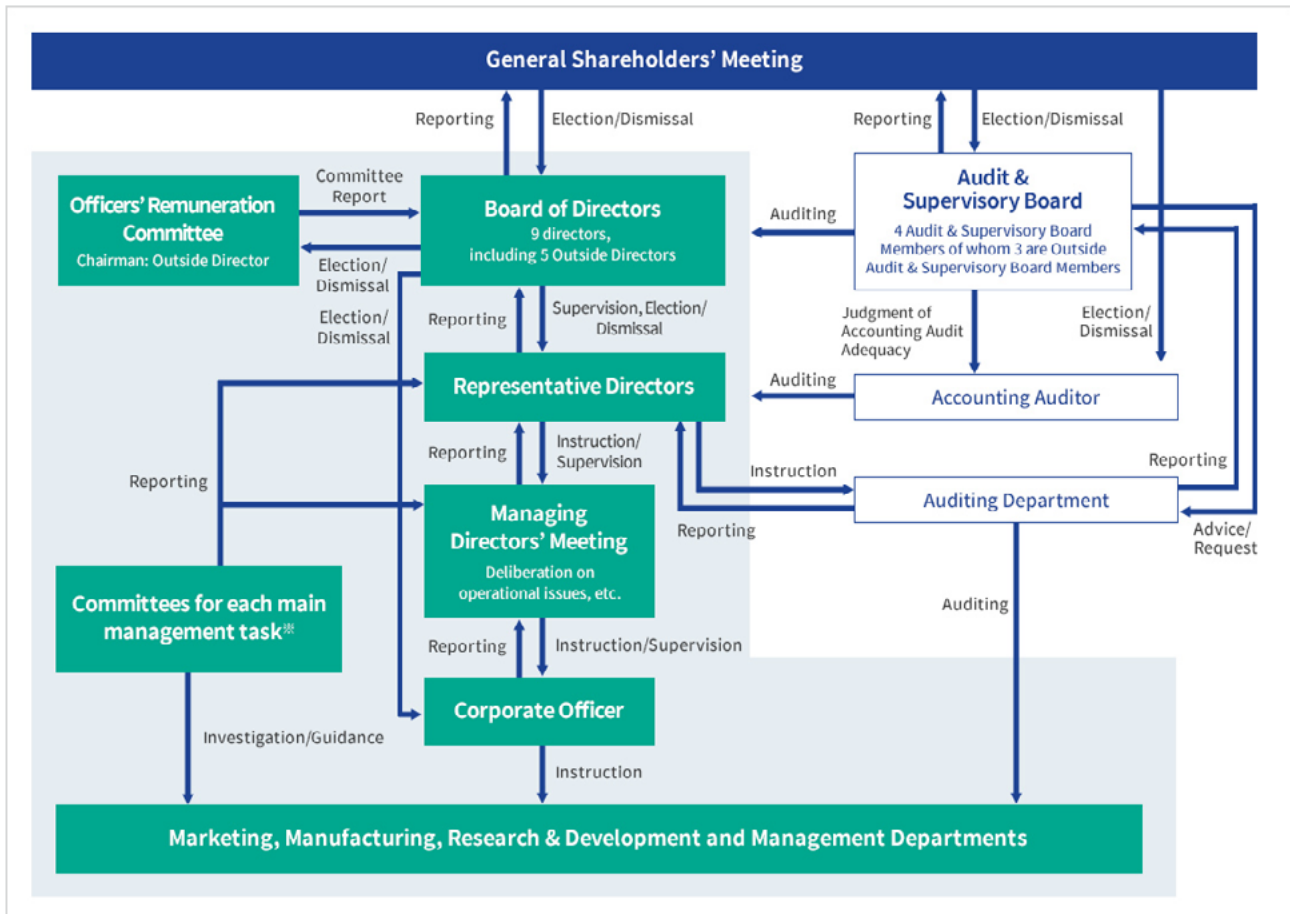 General Shareholders' Meeting
Reporting
Election/Dismissal
Reporting
Election/Dismissal
Officers' Remuneration
Committee
Chairman: Outside Director
Committee
Report
Board of Directors
9 directors,
including 5 Outside Directors
Auditing
Audit &
Supervisory Board
4 Audit & Supervisory Board
Members of whom 3 are Outside
Audit & Supervisory Board Members
Election/
Dismissal
Election/
Dismissal
Reporting
Supervision, Election/
Dismissal
Judgment of
Accounting Audit
Adequacy
Election/
Dismissal
Representative Directors
Auditing
Accounting Auditor
Reporting
Instruction/
Supervision
Reporting
Instruction
Reporting
Auditing Department
Reporting
Advice/
Request
Managing
Directors' Meeting
Deliberation on
operational issues, etc.
Committees for each main
management task※
Reporting
Instruction/Supervision
Auditing
Corporate Officer
Investigation/Guidance
Instruction
Marketing, Manufacturing, Research & Development and Management Departments